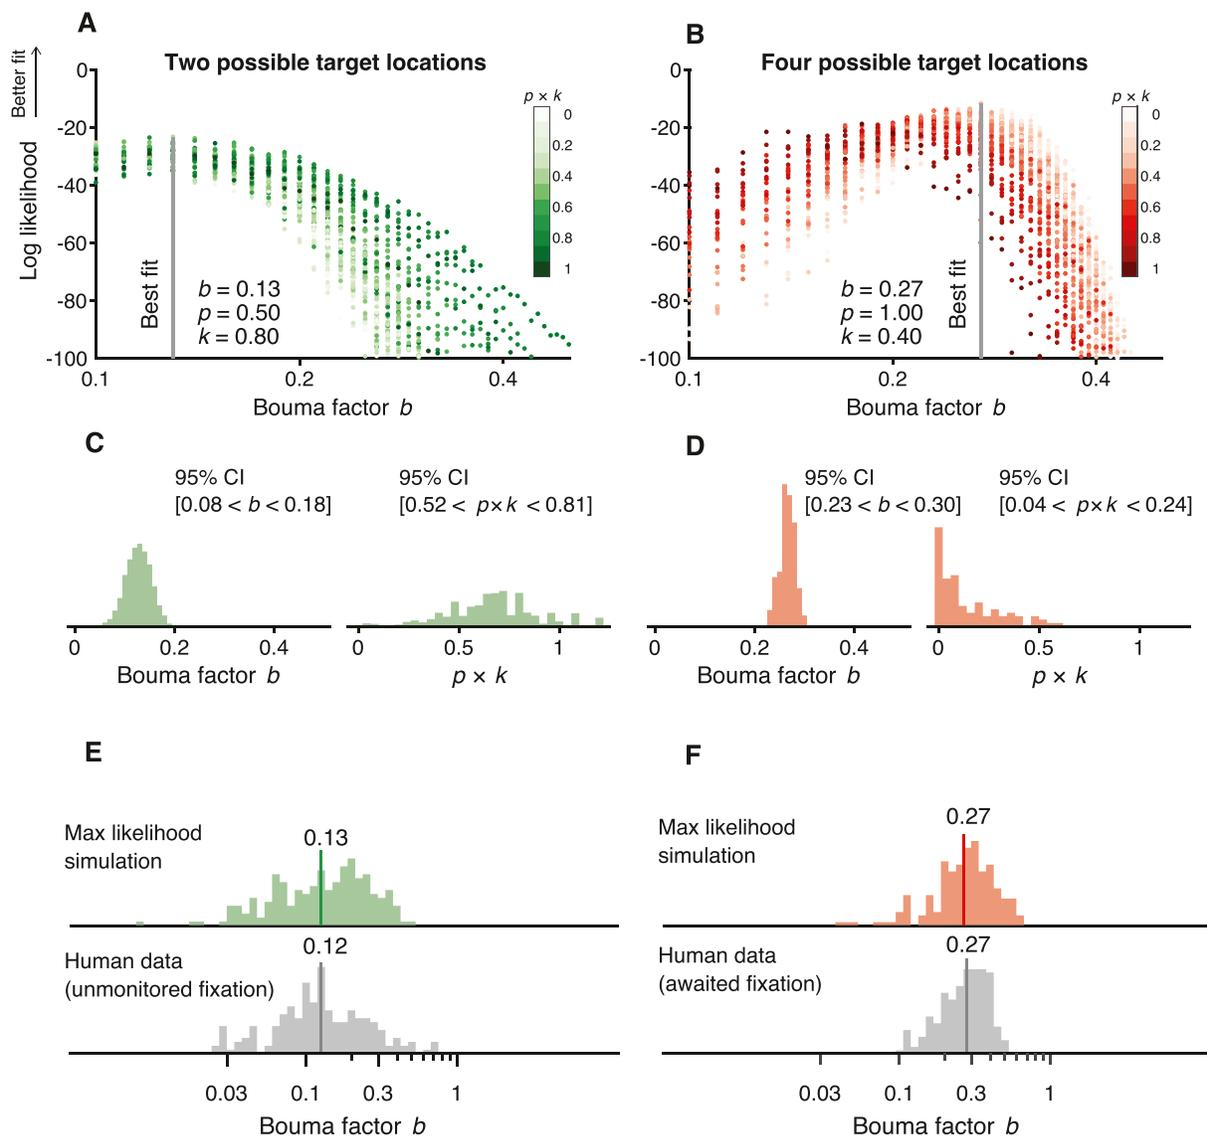 A
Two possible target locations
Better fit
Log likelihood
0
-20
-40
-60
-80
-100
p × k
0
0.2
0.4
0.6
0.8
1
Best fit
b = 0.13
p = 0.50
k = 0.80
0.1
0.2
0.4
Bouma factor b
B
Four possible target locations
0
-20
-40
-60
-80
-100
p × k
0
0.2
0.4
0.6
0.8
1
b = 0.27
p = 1.00
k = 0.40
Best fit
0.1
0.2
0.4
Bouma factor b
C
95% CI
[0.08 < b < 0.18]
0
0.2
0.4
Bouma factor b
95% CI
[0.52 < p×k < 0.81]
0
0.5
1
p × k
D
95% CI
[0.23 < b < 0.30]
0
0.2
0.4
Bouma factor b
95% CI
[0.04 < p×k < 0.24]
0
0.5
1
p × k
E
Max likelihood
simulation
0.13
Human data
(unmonitored fixation)
0.12
0.03
0.1
0.3
1
Bouma factor b
F
Max likelihood
simulation
0.27
Human data
(awaited fixation)
0.27
0.03
0.1
0.3
1
Bouma factor b